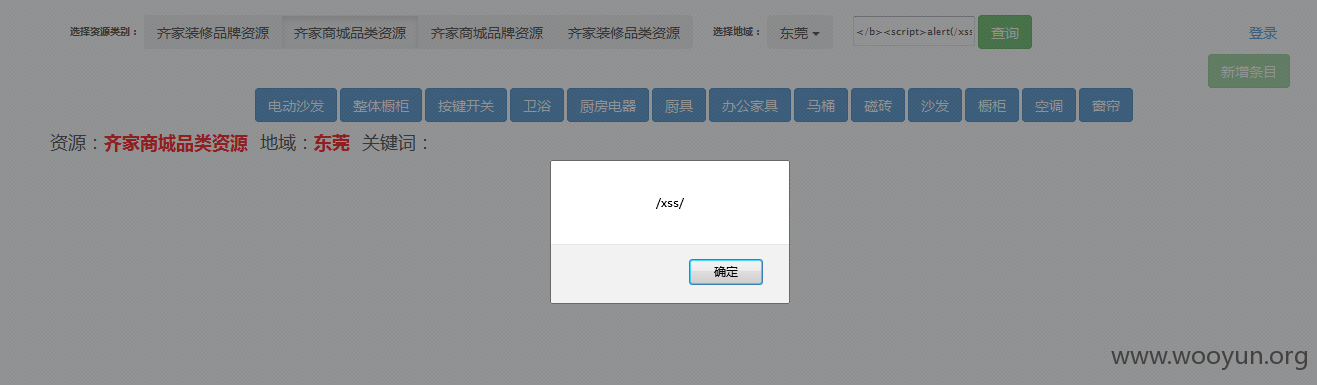 选择资源类别： 齐家装修品牌资源 齐家商城品类资源 齐家商城品牌资源 齐家装修品类资源 选择地域： 东莞 </b><script>alert(/xss 查询 登录
新增条目
电动沙发 整体橱柜 按键开关 卫浴 厨房电器 厨具 办公家具 马桶 磁砖 沙发 橱柜 空调 窗帘
资源：齐家商城品类资源 地域：东莞 关键词：
/xss/
确定
www.wooyun.org